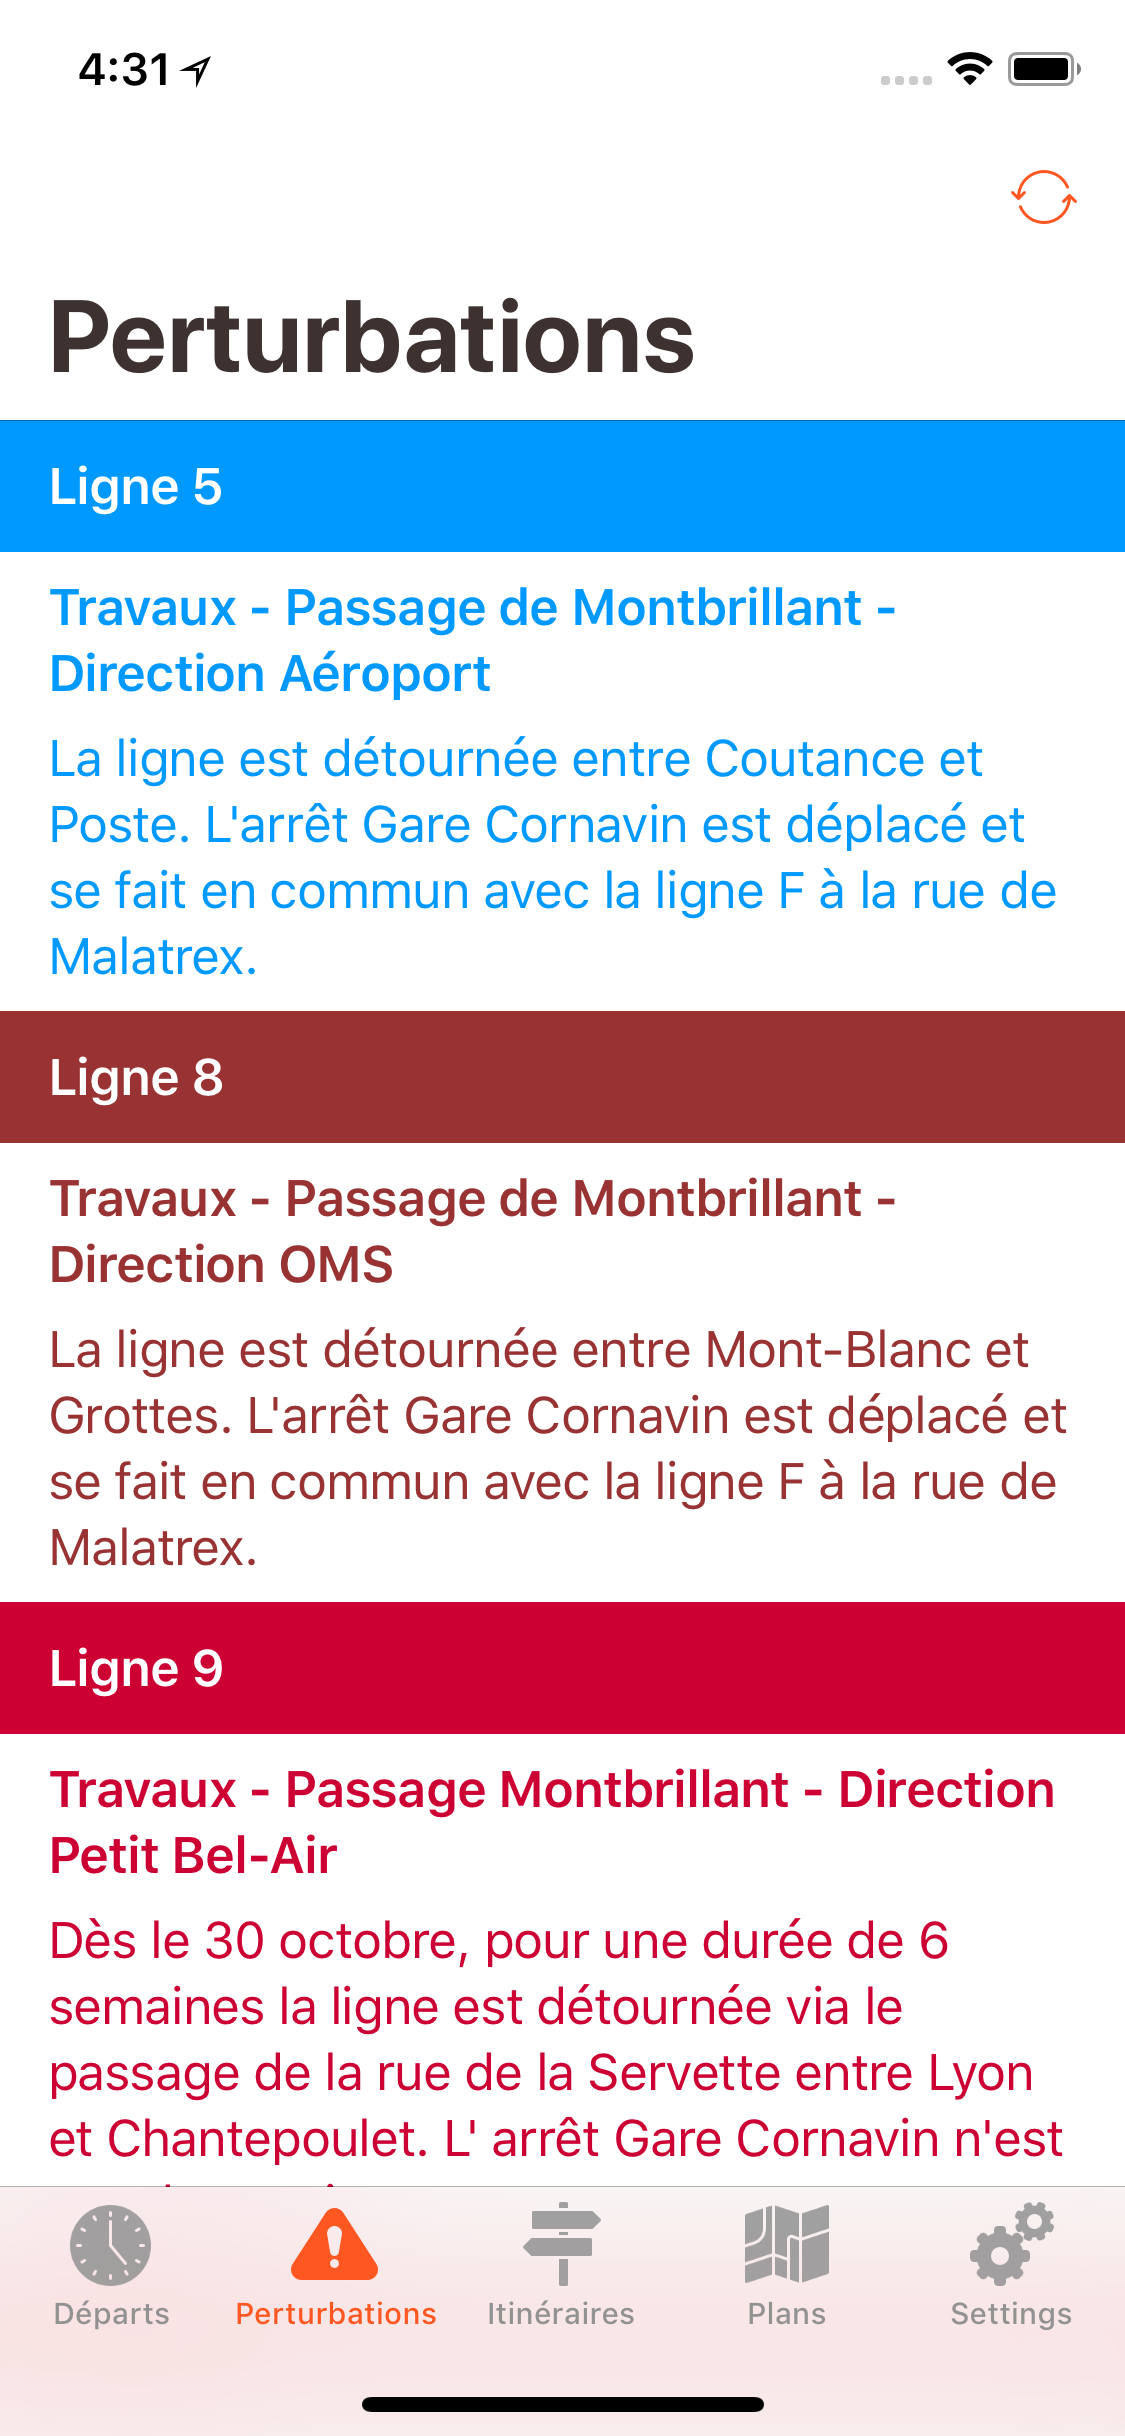 4:31
Perturbations
Ligne 5
Travaux - Passage de Montbrillant -
Direction Aéroport
La ligne est détournée entre Coutance et
Poste. L'arrêt Gare Cornavin est déplacé et
se fait en commun avec la ligne F à la rue de
Malatrex.
Ligne 8
Travaux - Passage de Montbrillant -
Direction OMS
La ligne est détournée entre Mont-Blanc et
Grottes. L'arrêt Gare Cornavin est déplacé et
se fait en commun avec la ligne F à la rue de
Malatrex.
Ligne 9
Travaux - Passage Montbrillant - Direction
Petit Bel-Air
Dès le 30 octobre, pour une durée de 6
semaines la ligne est détournée via le
passage de la rue de la Servette entre Lyon
et Chantepoulet. L' arrêt Gare Cornavin n'est
Départs
Perturbations
Itinéraires
Plans
Settings